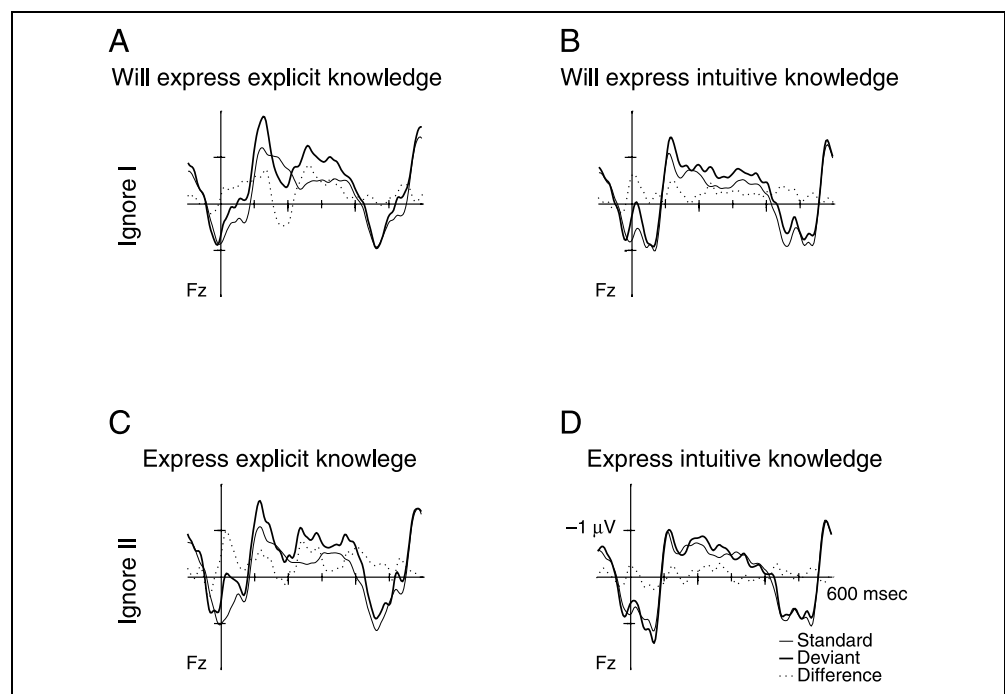 A
Will express explicit knowledge
B
Will express intuitive knowledge
Ignore I
Fz
Fz
C
Express explicit knowlege
D
Express intuitive knowledge
Ignore II
−1 μV
600 msec
Fz
Fz
Standard
Deviant
Difference